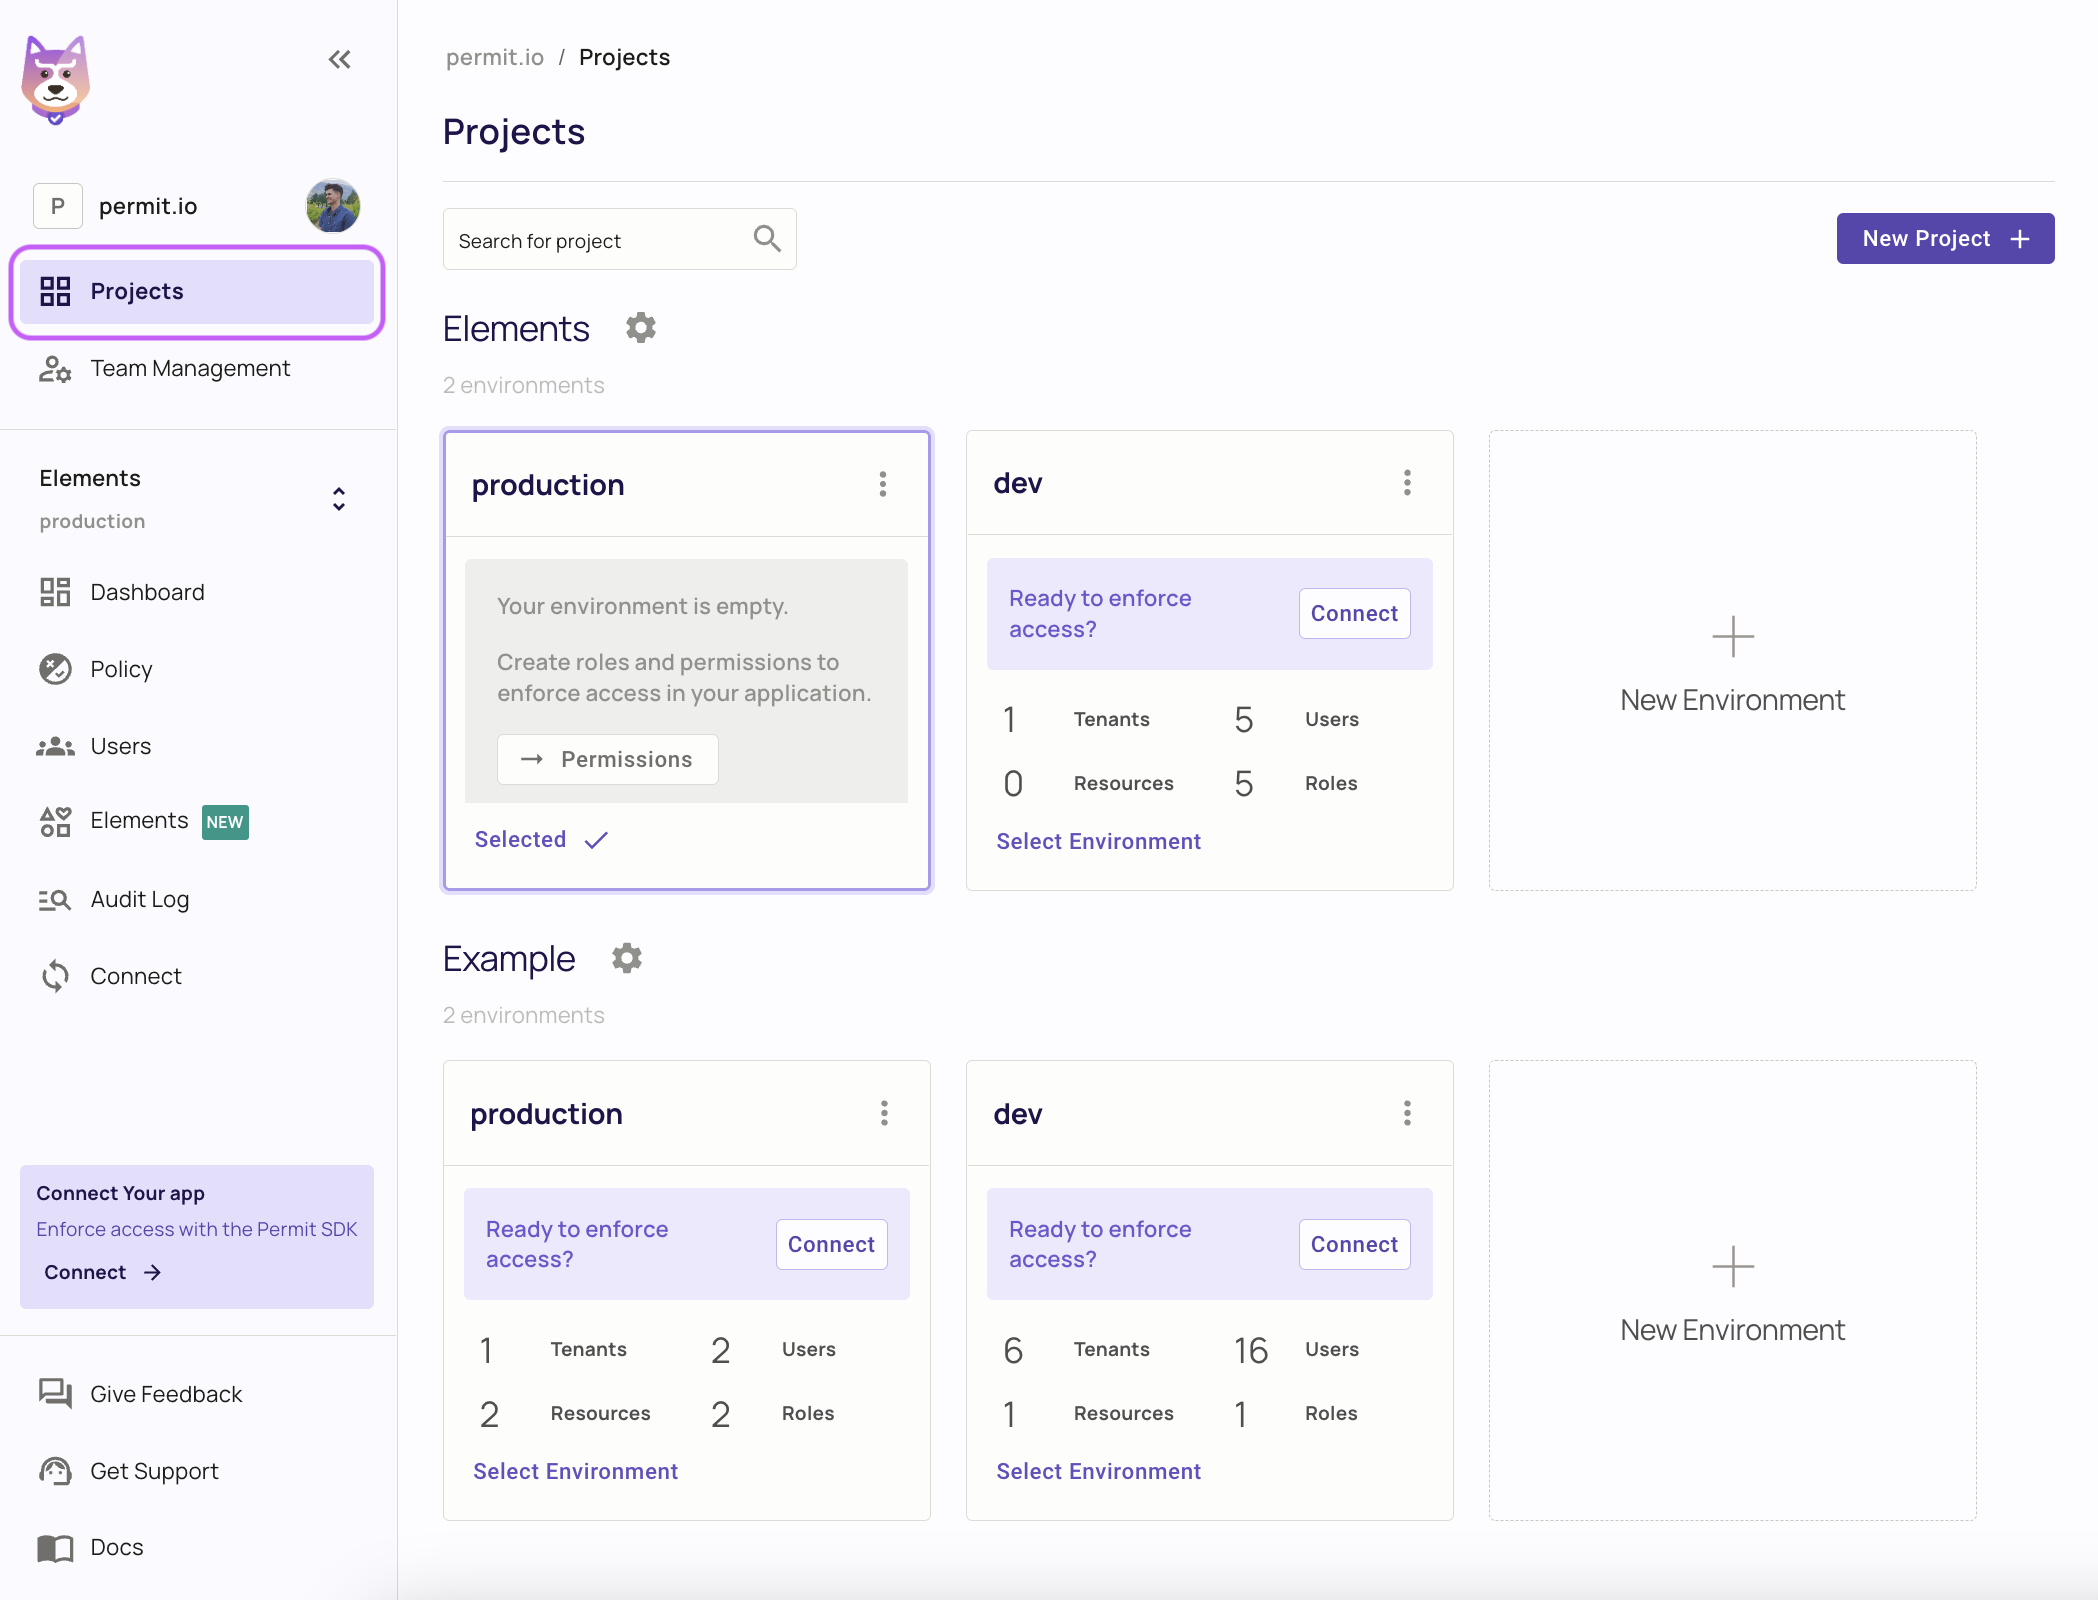 P
permit.io
Projects
Team Management
Elements
production
Dashboard
Policy
Users
Elements NEW
Audit Log
Connect
Connect Your app
Enforce access with the Permit SDK
Connect →
Give Feedback
Get Support
Docs
permit.io / Projects
Projects
Search for project
New Project +
Elements
2 environments
production
Your environment is empty.
Create roles and permissions to
enforce access in your application.
→ Permissions
Selected ✓
dev
Ready to enforce
access?
Connect
1 Tenants 5 Users
0 Resources 5 Roles
Select Environment
New Environment
Example
2 environments
production
Ready to enforce
access?
Connect
1 Tenants 2 Users
2 Resources 2 Roles
Select Environment
dev
Ready to enforce
access?
Connect
6 Tenants 16 Users
1 Resources 1 Roles
Select Environment
New Environment